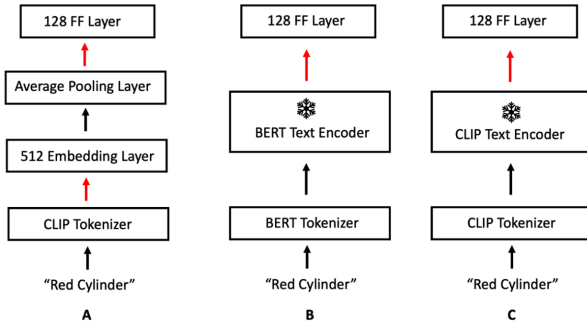 128 FF Layer
Average Pooling Layer
512 Embedding Layer
CLIP Tokenizer
“Red Cylinder”
A
128 FF Layer
BERT Text Encoder
BERT Tokenizer
“Red Cylinder”
B
128 FF Layer
CLIP Text Encoder
CLIP Tokenizer
“Red Cylinder”
C